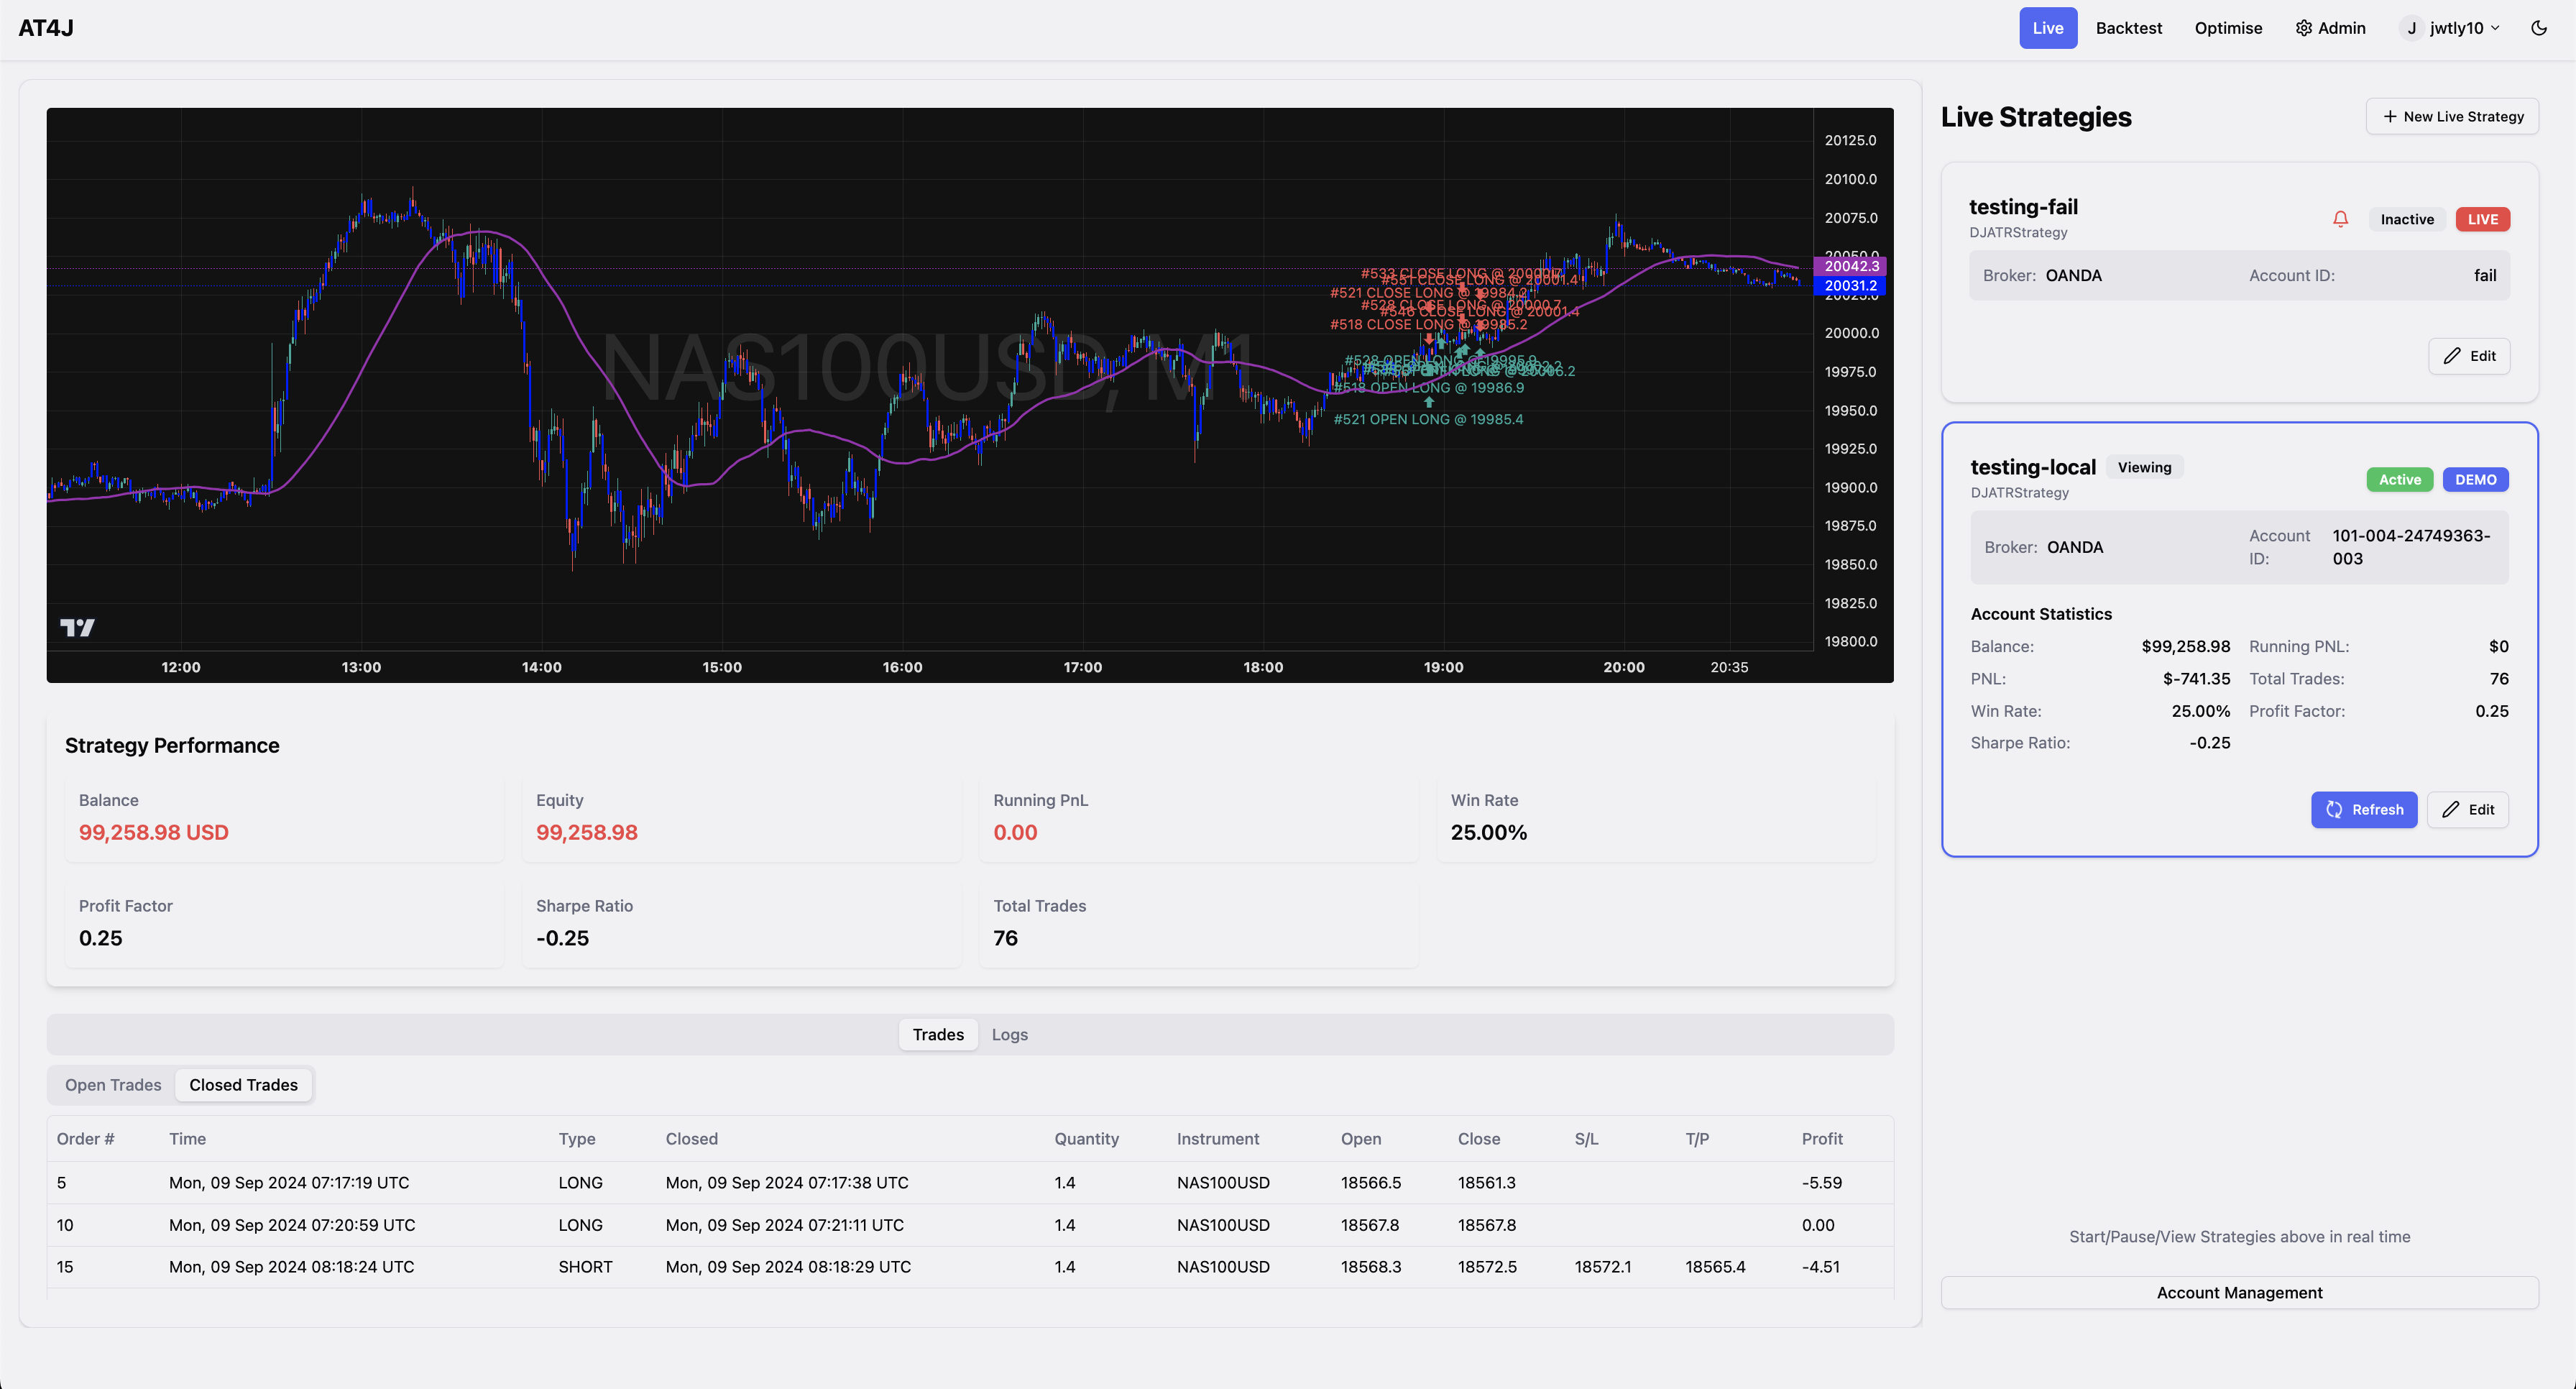 AT4J
Live Backtest Optimise Admin J jwtly10
NAS100USD, M1
20125.0
20100.0
20075.0
20050.0
20042.3
20031.2
20025.0
20000.0
19975.0
19950.0
19925.0
19900.0
19875.0
19850.0
19825.0
19800.0
#551 CLOSE LONG @ 20001.4
#521 CLOSE LONG @ 19984.2
#528 CLOSE LONG @ 20000.7
#546 CLOSE LONG @ 20001.4
#518 CLOSE LONG @ 19985.2
#528 OPEN LONG @ 19995.9
#518 OPEN LONG @ 19986.9
#521 OPEN LONG @ 19985.4
12:00 13:00 14:00 15:00 16:00 17:00 18:00 19:00 20:00 20:35
Strategy Performance
Balance Equity Running PnL Win Rate
99,258.98 USD 99,258.98 0.00 25.00%
Profit Factor Sharpe Ratio Total Trades
0.25 -0.25 76
Trades Logs
Open Trades Closed Trades
Order # Time Type Closed Quantity Instrument Open Close S/L T/P Profit
5 Mon, 09 Sep 2024 07:17:19 UTC LONG Mon, 09 Sep 2024 07:17:38 UTC 1.4 NAS100USD 18566.5 18561.3 -5.59
10 Mon, 09 Sep 2024 07:20:59 UTC LONG Mon, 09 Sep 2024 07:21:11 UTC 1.4 NAS100USD 18567.8 18567.8 0.00
15 Mon, 09 Sep 2024 08:18:24 UTC SHORT Mon, 09 Sep 2024 08:18:29 UTC 1.4 NAS100USD 18568.3 18572.5 18572.1 18565.4 -4.51
Live Strategies
New Live Strategy
testing-fail
DJATRStrategy
Inactive LIVE
Broker: OANDA Account ID: fail
Edit
testing-local Viewing
DJATRStrategy
Active DEMO
Broker: OANDA
Account ID:
101-004-24749363-003
Account Statistics
Balance: $99,258.98 Running PNL: $0
PNL: $-741.35 Total Trades: 76
Win Rate: 25.00% Profit Factor: 0.25
Sharpe Ratio: -0.25
Refresh Edit
Start/Pause/View Strategies above in real time
Account Management